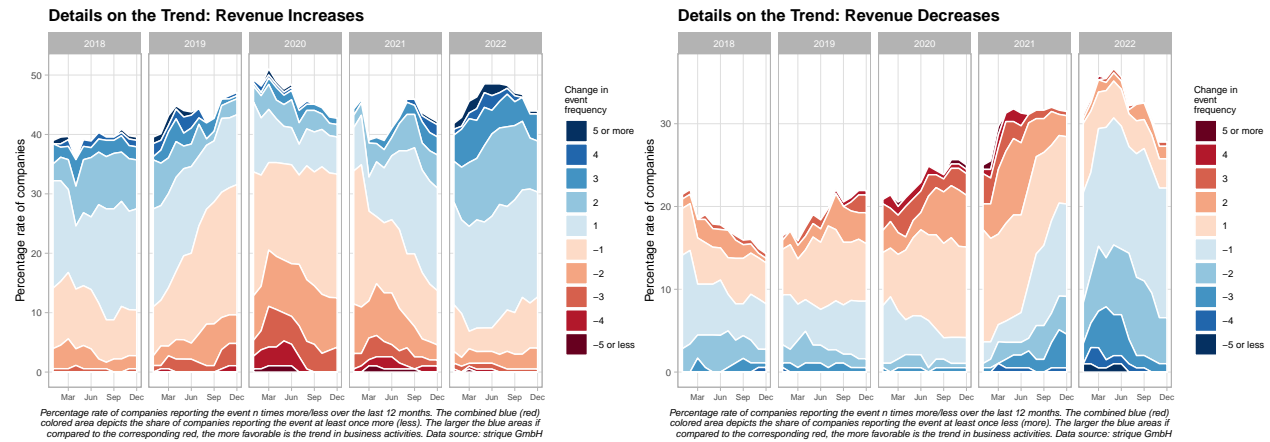 Details on the Trend: Revenue Increases
2018
2019
2020
2021
2022
Percentage rate of companies
50
40
30
20
10
0
Mar Jun Sep Dec
Mar Jun Sep Dec
Mar Jun Sep Dec
Mar Jun Sep Dec
Mar Jun Sep Dec
Change in
event
frequency
5 or more
4
3
2
1
−1
−2
−3
−4
−5 or less
Percentage rate of companies reporting the event n times more/less over the last 12 months. The combined blue (red)
colored area depicts the share of companies reporting the event at least once more (less). The larger the blue areas if
compared to the corresponding red, the more favorable is the trend in business activities. Data source: strique GmbH
Details on the Trend: Revenue Decreases
2018
2019
2020
2021
2022
Percentage rate of companies
30
20
10
0
Mar Jun Sep Dec
Mar Jun Sep Dec
Mar Jun Sep Dec
Mar Jun Sep Dec
Mar Jun Sep Dec
Change in
event
frequency
5 or more
4
3
2
1
−1
−2
−3
−4
−5 or less
Percentage rate of companies reporting the event n times more/less over the last 12 months. The combined blue (red)
colored area depicts the share of companies reporting the event at least once less (more). The larger the blue areas if
compared to the corresponding red, the more favorable is the trend in business activities. Data source: strique GmbH